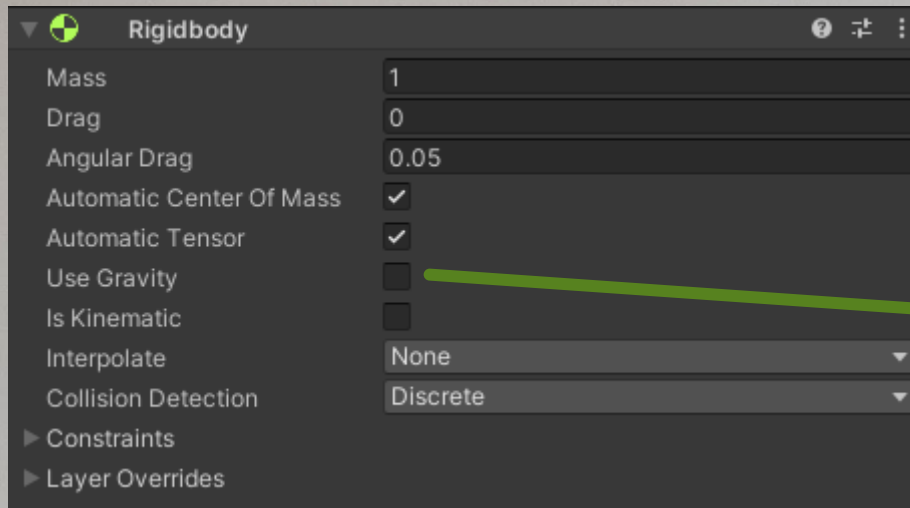 Rigidbody
Mass 1
Drag 0
Angular Drag 0.05
Automatic Center Of Mass
Automatic Tensor
Use Gravity
Is Kinematic
Interpolate None
Collision Detection Discrete
Constraints
Layer Overrides